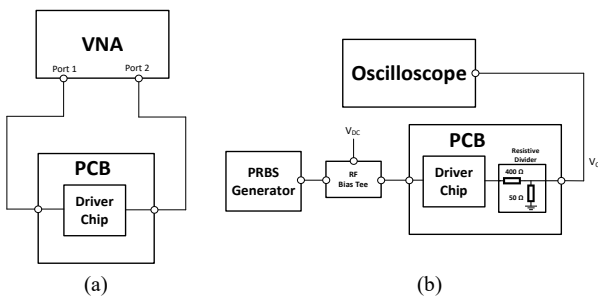 VNA
Port 1
Port 2
PCB
Driver
Chip
(a)
Oscilloscope
V_DC
PRBS
Generator
RF
Bias Tee
PCB
Driver
Chip
Resistive
Divider
400 Ω
50 Ω
(b)